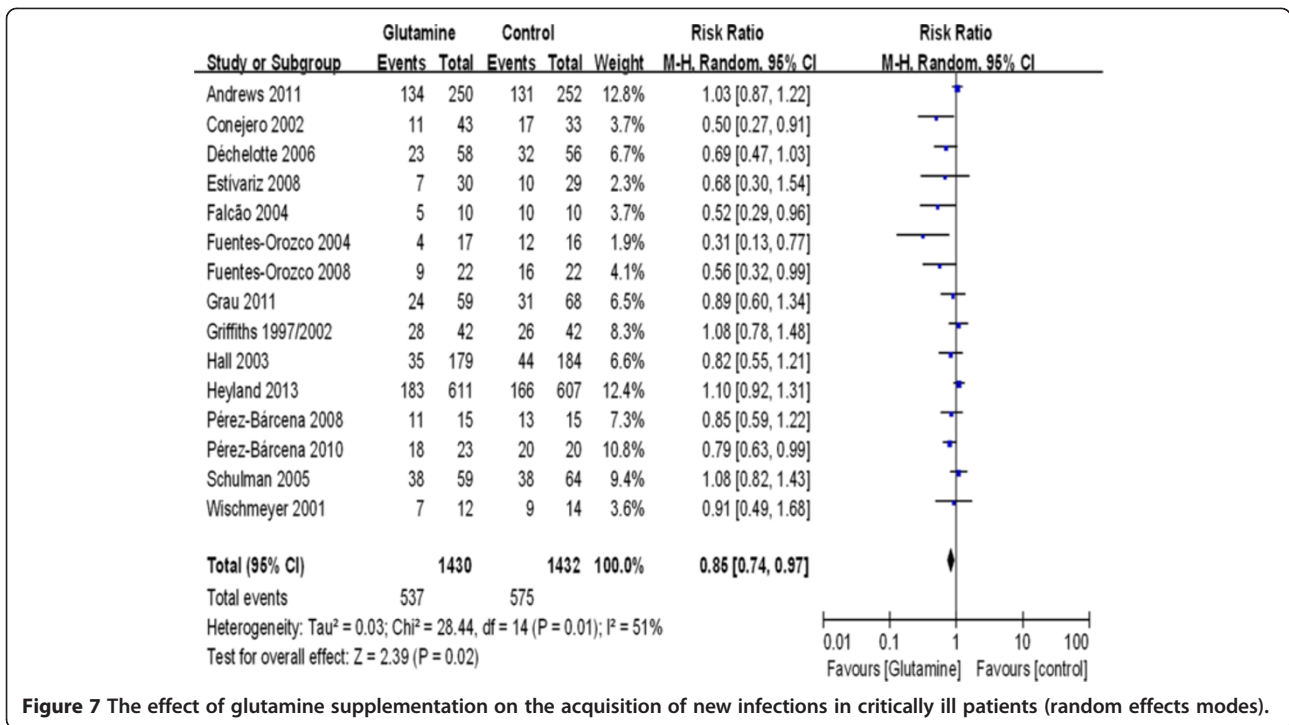 Glutamine Control Risk Ratio Risk Ratio
Study or Subgroup Events Total Events Total Weight M-H. Random. 95% CI M-H. Random. 95% CI
Andrews 2011 134 250 131 252 12.8% 1.03 [0.87, 1.22]
Conejero 2002 11 43 17 33 3.7% 0.50 [0.27, 0.91]
Déchelotte 2006 23 58 32 56 6.7% 0.69 [0.47, 1.03]
Estívariz 2008 7 30 10 29 2.3% 0.68 [0.30, 1.54]
Falcão 2004 5 10 10 10 3.7% 0.52 [0.29, 0.96]
Fuentes-Orozco 2004 4 17 12 16 1.9% 0.31 [0.13, 0.77]
Fuentes-Orozco 2008 9 22 16 22 4.1% 0.56 [0.32, 0.99]
Grau 2011 24 59 31 68 6.5% 0.89 [0.60, 1.34]
Griffiths 1997/2002 28 42 26 42 8.3% 1.08 [0.78, 1.48]
Hall 2003 35 179 44 184 6.6% 0.82 [0.55, 1.21]
Heyland 2013 183 611 166 607 12.4% 1.10 [0.92, 1.31]
Pérez-Bárcena 2008 11 15 13 15 7.3% 0.85 [0.59, 1.22]
Pérez-Bárcena 2010 18 23 20 20 10.8% 0.79 [0.63, 0.99]
Schulman 2005 38 59 38 64 9.4% 1.08 [0.82, 1.43]
Wischmeyer 2001 7 12 9 14 3.6% 0.91 [0.49, 1.68]
Total (95% CI) 1430 1432 100.0% 0.85 [0.74, 0.97]
Total events 537 575
Heterogeneity: Tau² = 0.03; Chi² = 28.44, df = 14 (P = 0.01); I² = 51%
Test for overall effect: Z = 2.39 (P = 0.02)
0.01 0.1 1 10 100
Favours [Glutamine] Favours [control]
Figure 7 The effect of glutamine supplementation on the acquisition of new infections in critically ill patients (random effects modes).